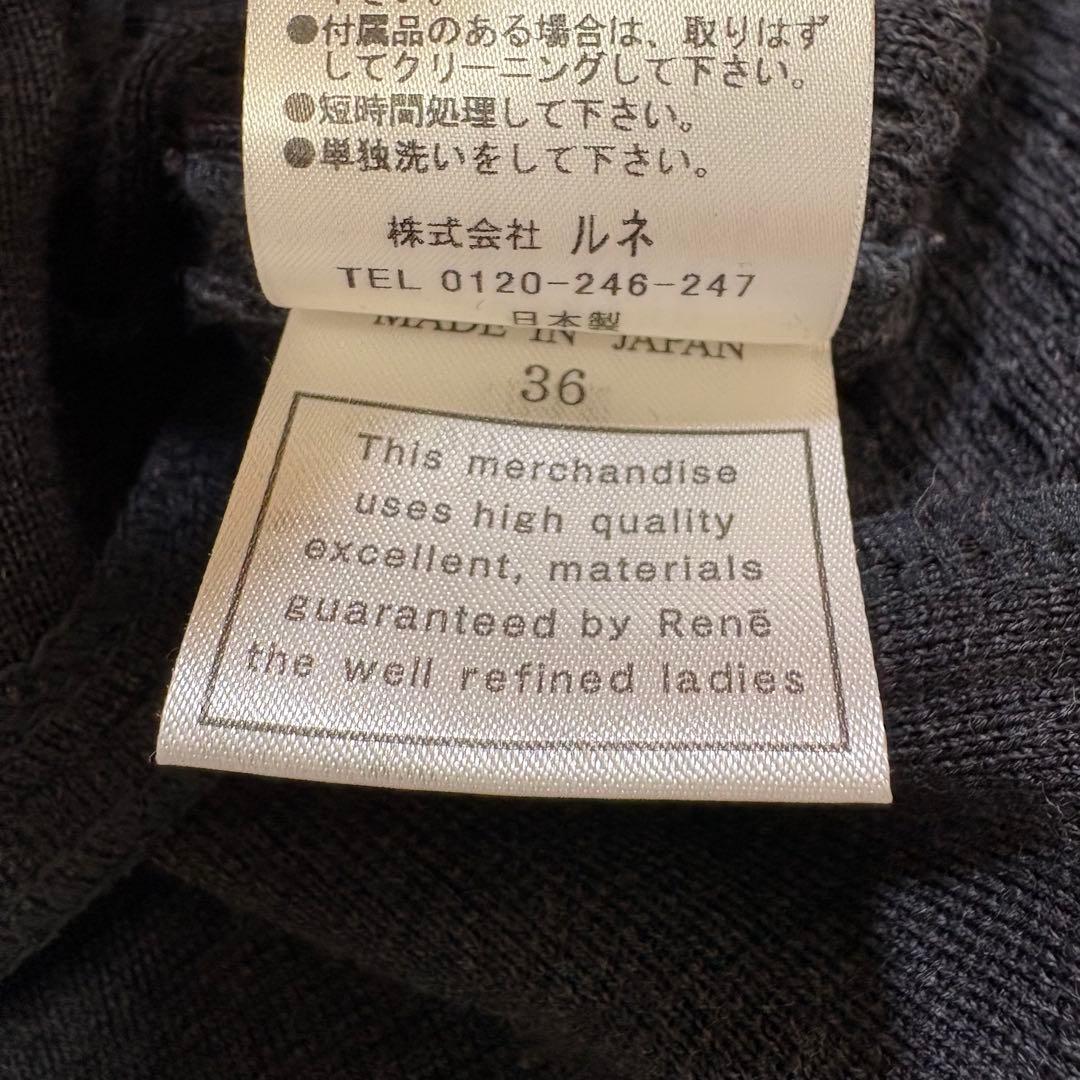 下さい。
●付属品のある場合は、取りはず
してクリーニングして下さい。
●短時間処理して下さい。
●単独洗いをして下さい。
株式会社 ルネ
TEL 0120-246-247
日本製
MADE IN JAPAN
36
This merchandise
uses high quality
excellent, materials
guaranteed by Renē
the well refined ladies